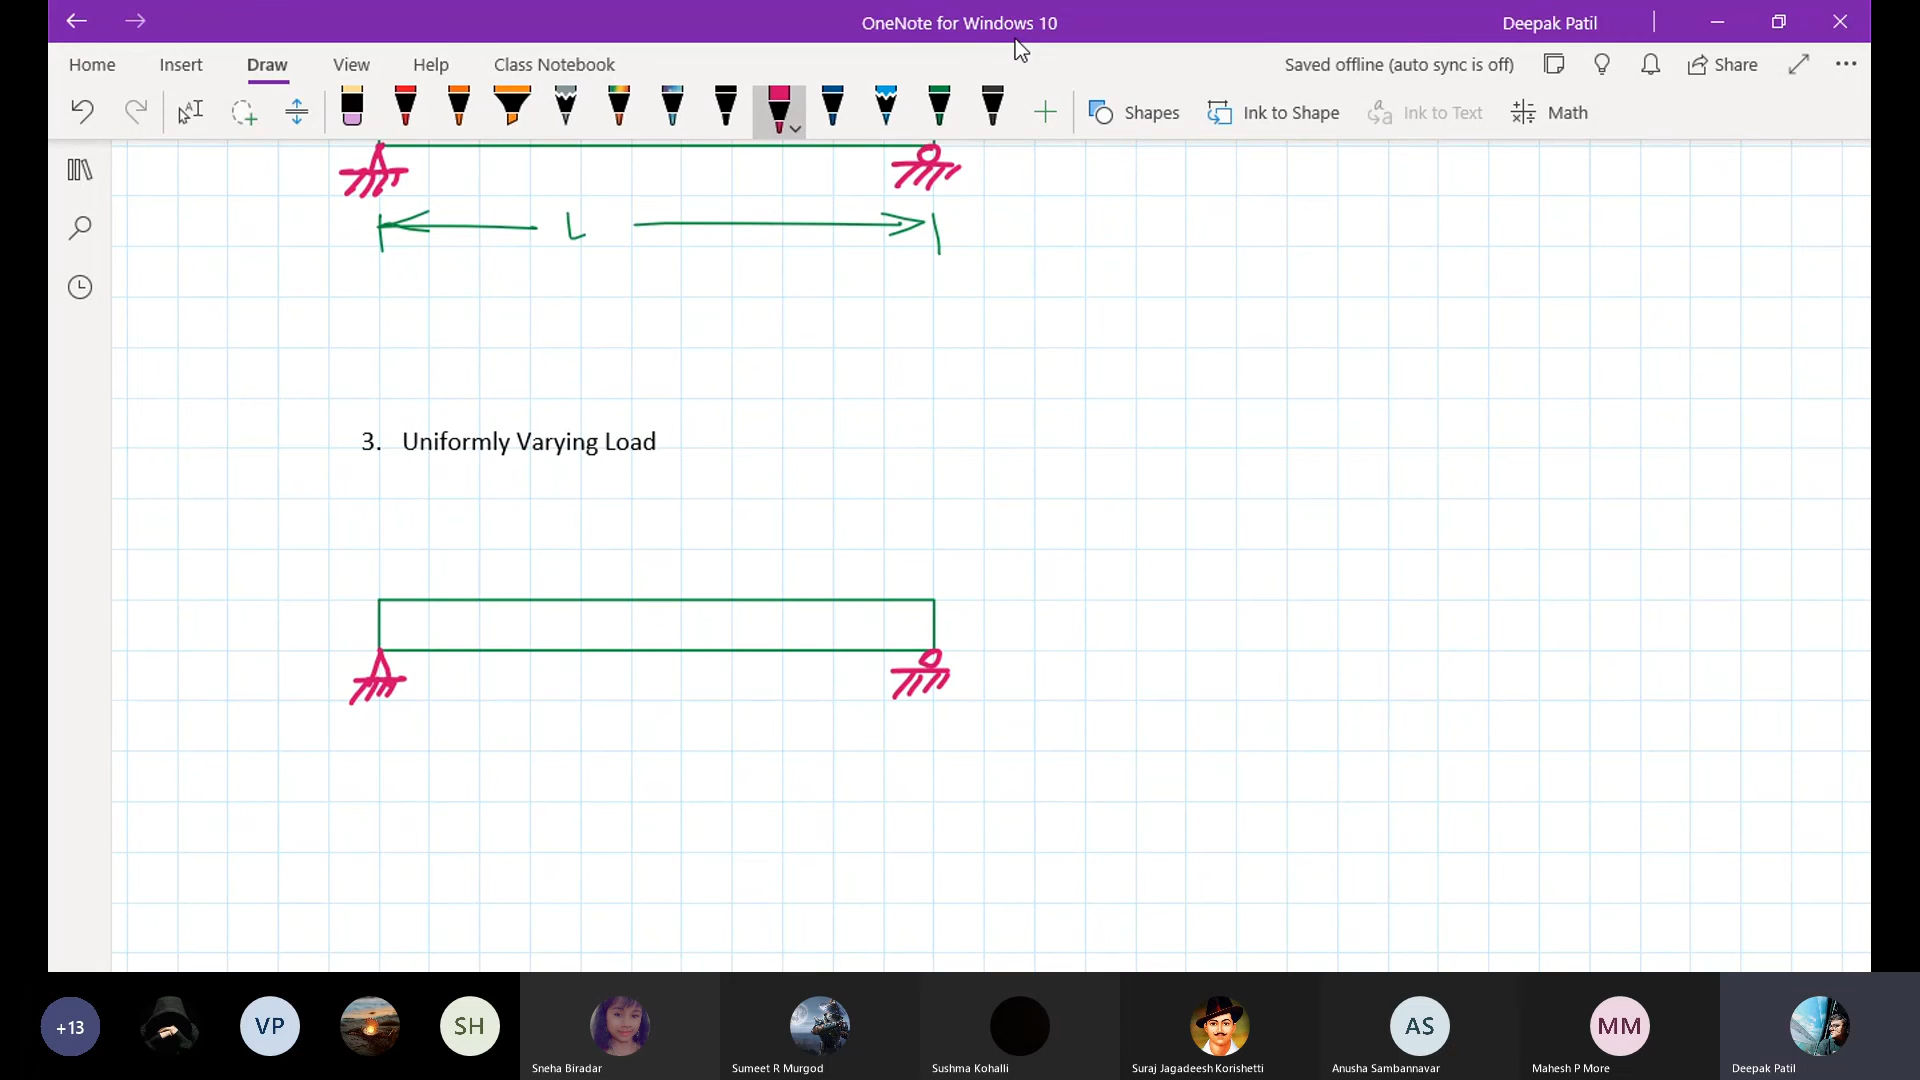 OneNote for Windows 10
Deepak Patil
Home Insert Draw View Help Class Notebook
Saved offline (auto sync is off)
Share
Shapes
Ink to Shape
Ink to Text
Math
L
3. Uniformly Varying Load
+13
VP
SH
AS
MM
Sneha Biradar
Sumeet R Murgod
Sushma Kohalli
Suraj Jagadeesh Korishetti
Anusha Sambannavar
Mahesh P More
Deepak Patil